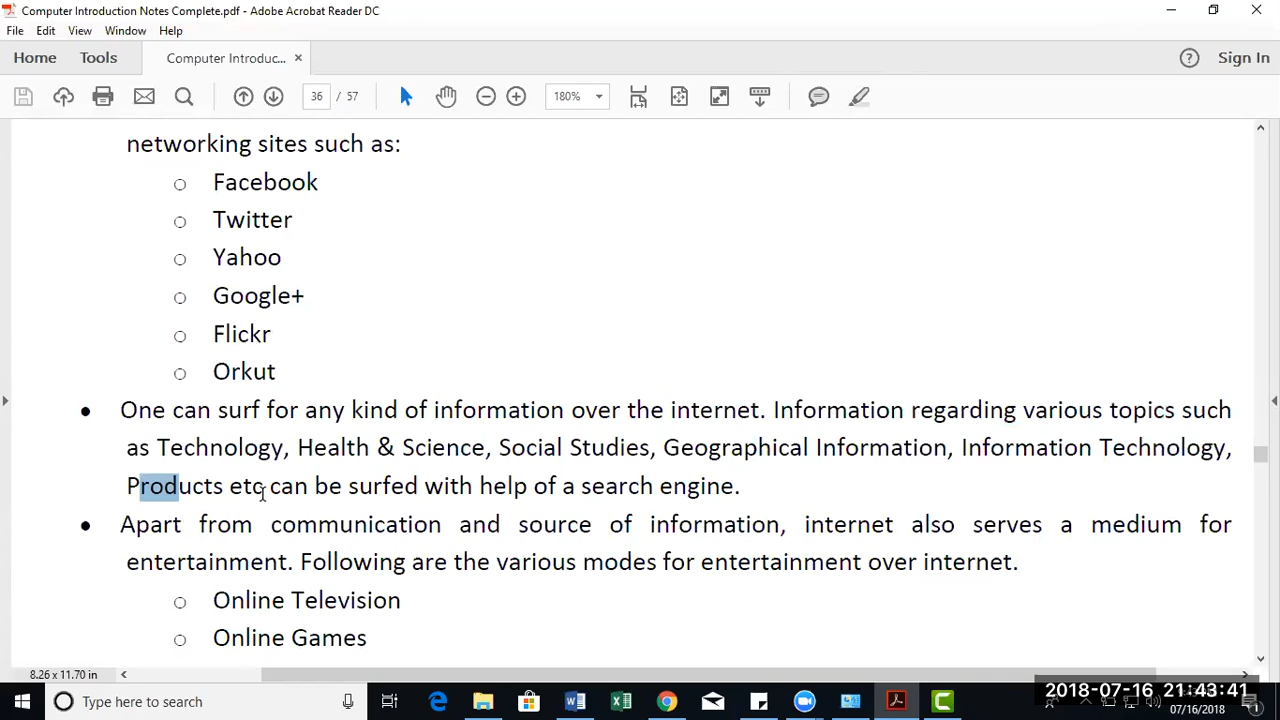 Computer Introduction Notes Complete.pdf - Adobe Acrobat Reader DC
File Edit View Window Help
Home Tools Computer Introduc... × ? Sign In
36 / 57 180%
networking sites such as:
○ Facebook
○ Twitter
○ Yahoo
○ Google+
○ Flickr
○ Orkut
• One can surf for any kind of information over the internet. Information regarding various topics such
as Technology, Health & Science, Social Studies, Geographical Information, Information Technology,
Products etc can be surfed with help of a search engine.
• Apart from communication and source of information, internet also serves a medium for
entertainment. Following are the various modes for entertainment over internet.
○ Online Television
○ Online Games
8.26 x 11.70 in
Type here to search
2018-07-16 21:43:41
07/16/2018